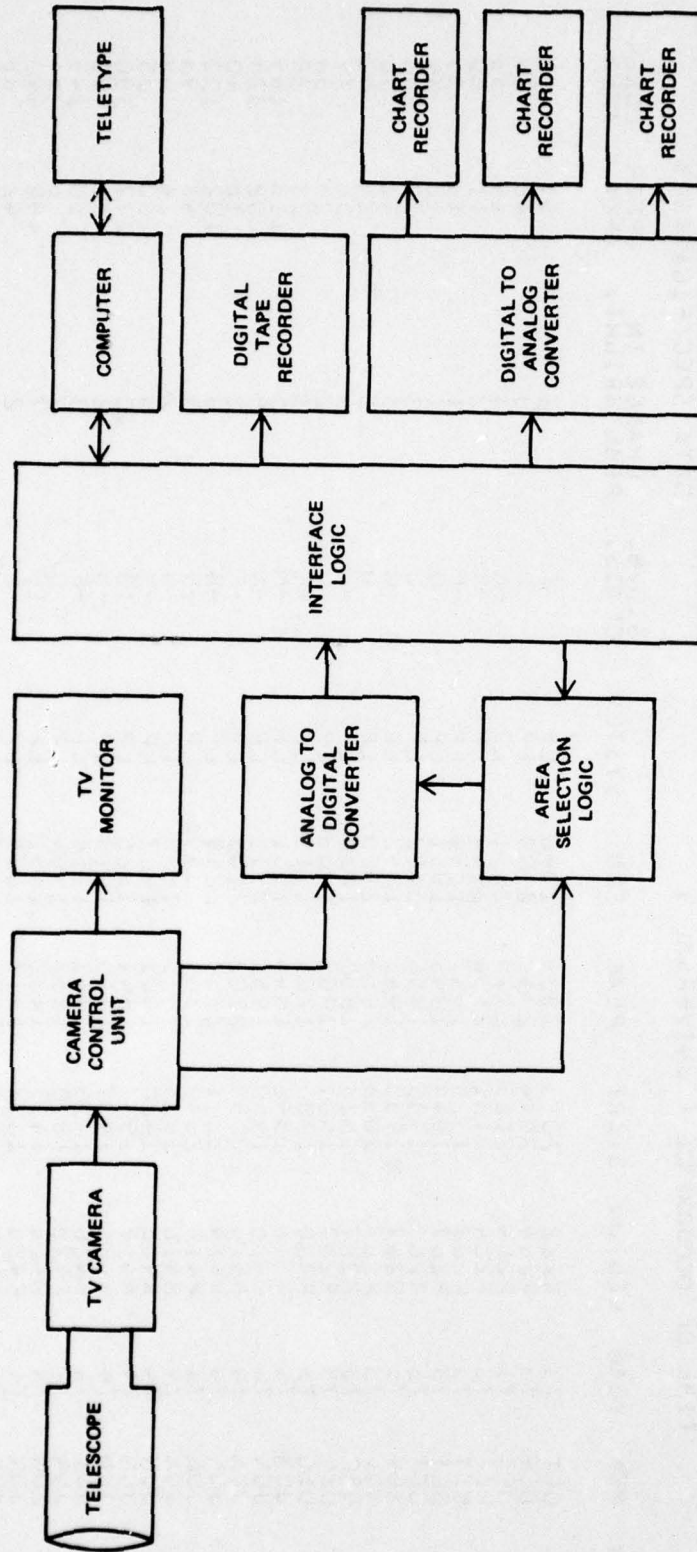 TELESCOPE
TV CAMERA
CAMERA
CONTROL
UNIT
TV
MONITOR
ANALOG TO
DIGITAL
CONVERTER
AREA
SELECTION
LOGIC
INTERFACE
LOGIC
COMPUTER
TELETYPE
DIGITAL
TAPE
RECORDER
DIGITAL TO
ANALOG
CONVERTER
CHART
RECORDER
CHART
RECORDER
CHART
RECORDER